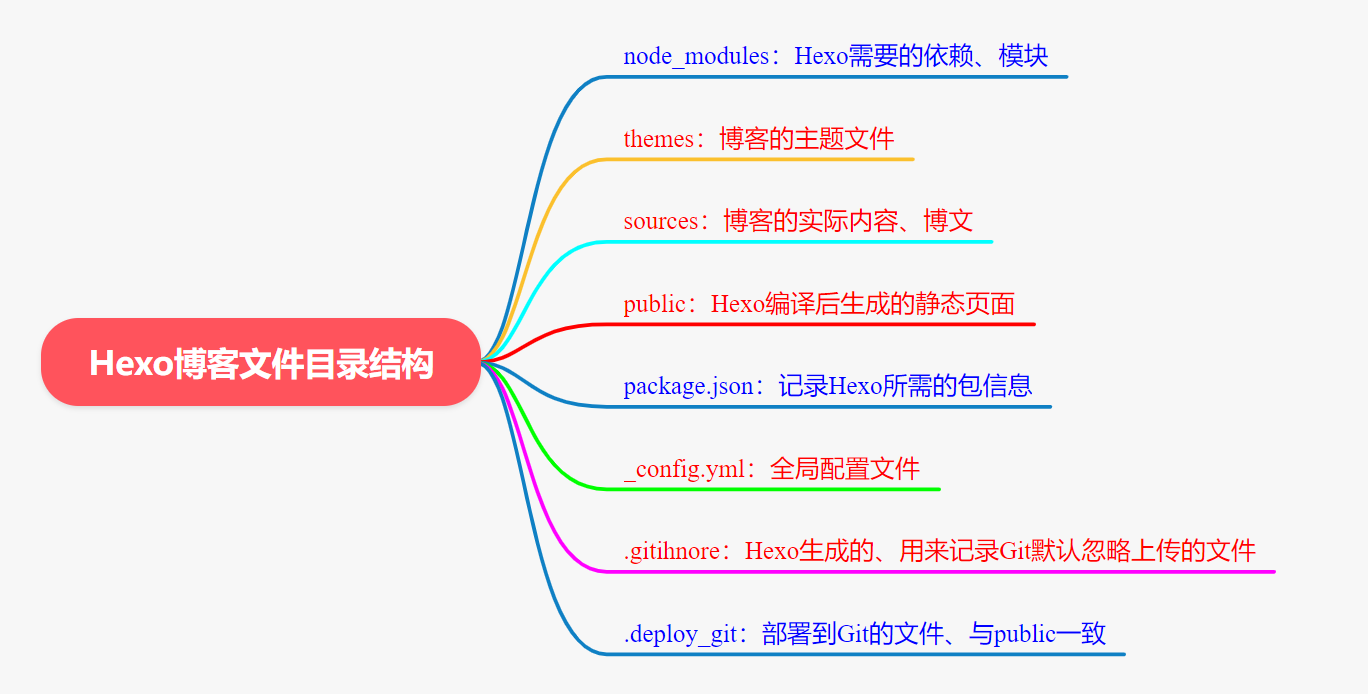 node_modules：Hexo需要的依赖、模块
themes：博客的主题文件
sources：博客的实际内容、博文
public：Hexo编译后生成的静态页面
Hexo博客文件目录结构
package.json：记录Hexo所需的包信息
_config.yml：全局配置文件
.gitihnore：Hexo生成的、用来记录Git默认忽略上传的文件
.deploy_git：部署到Git的文件、与public一致